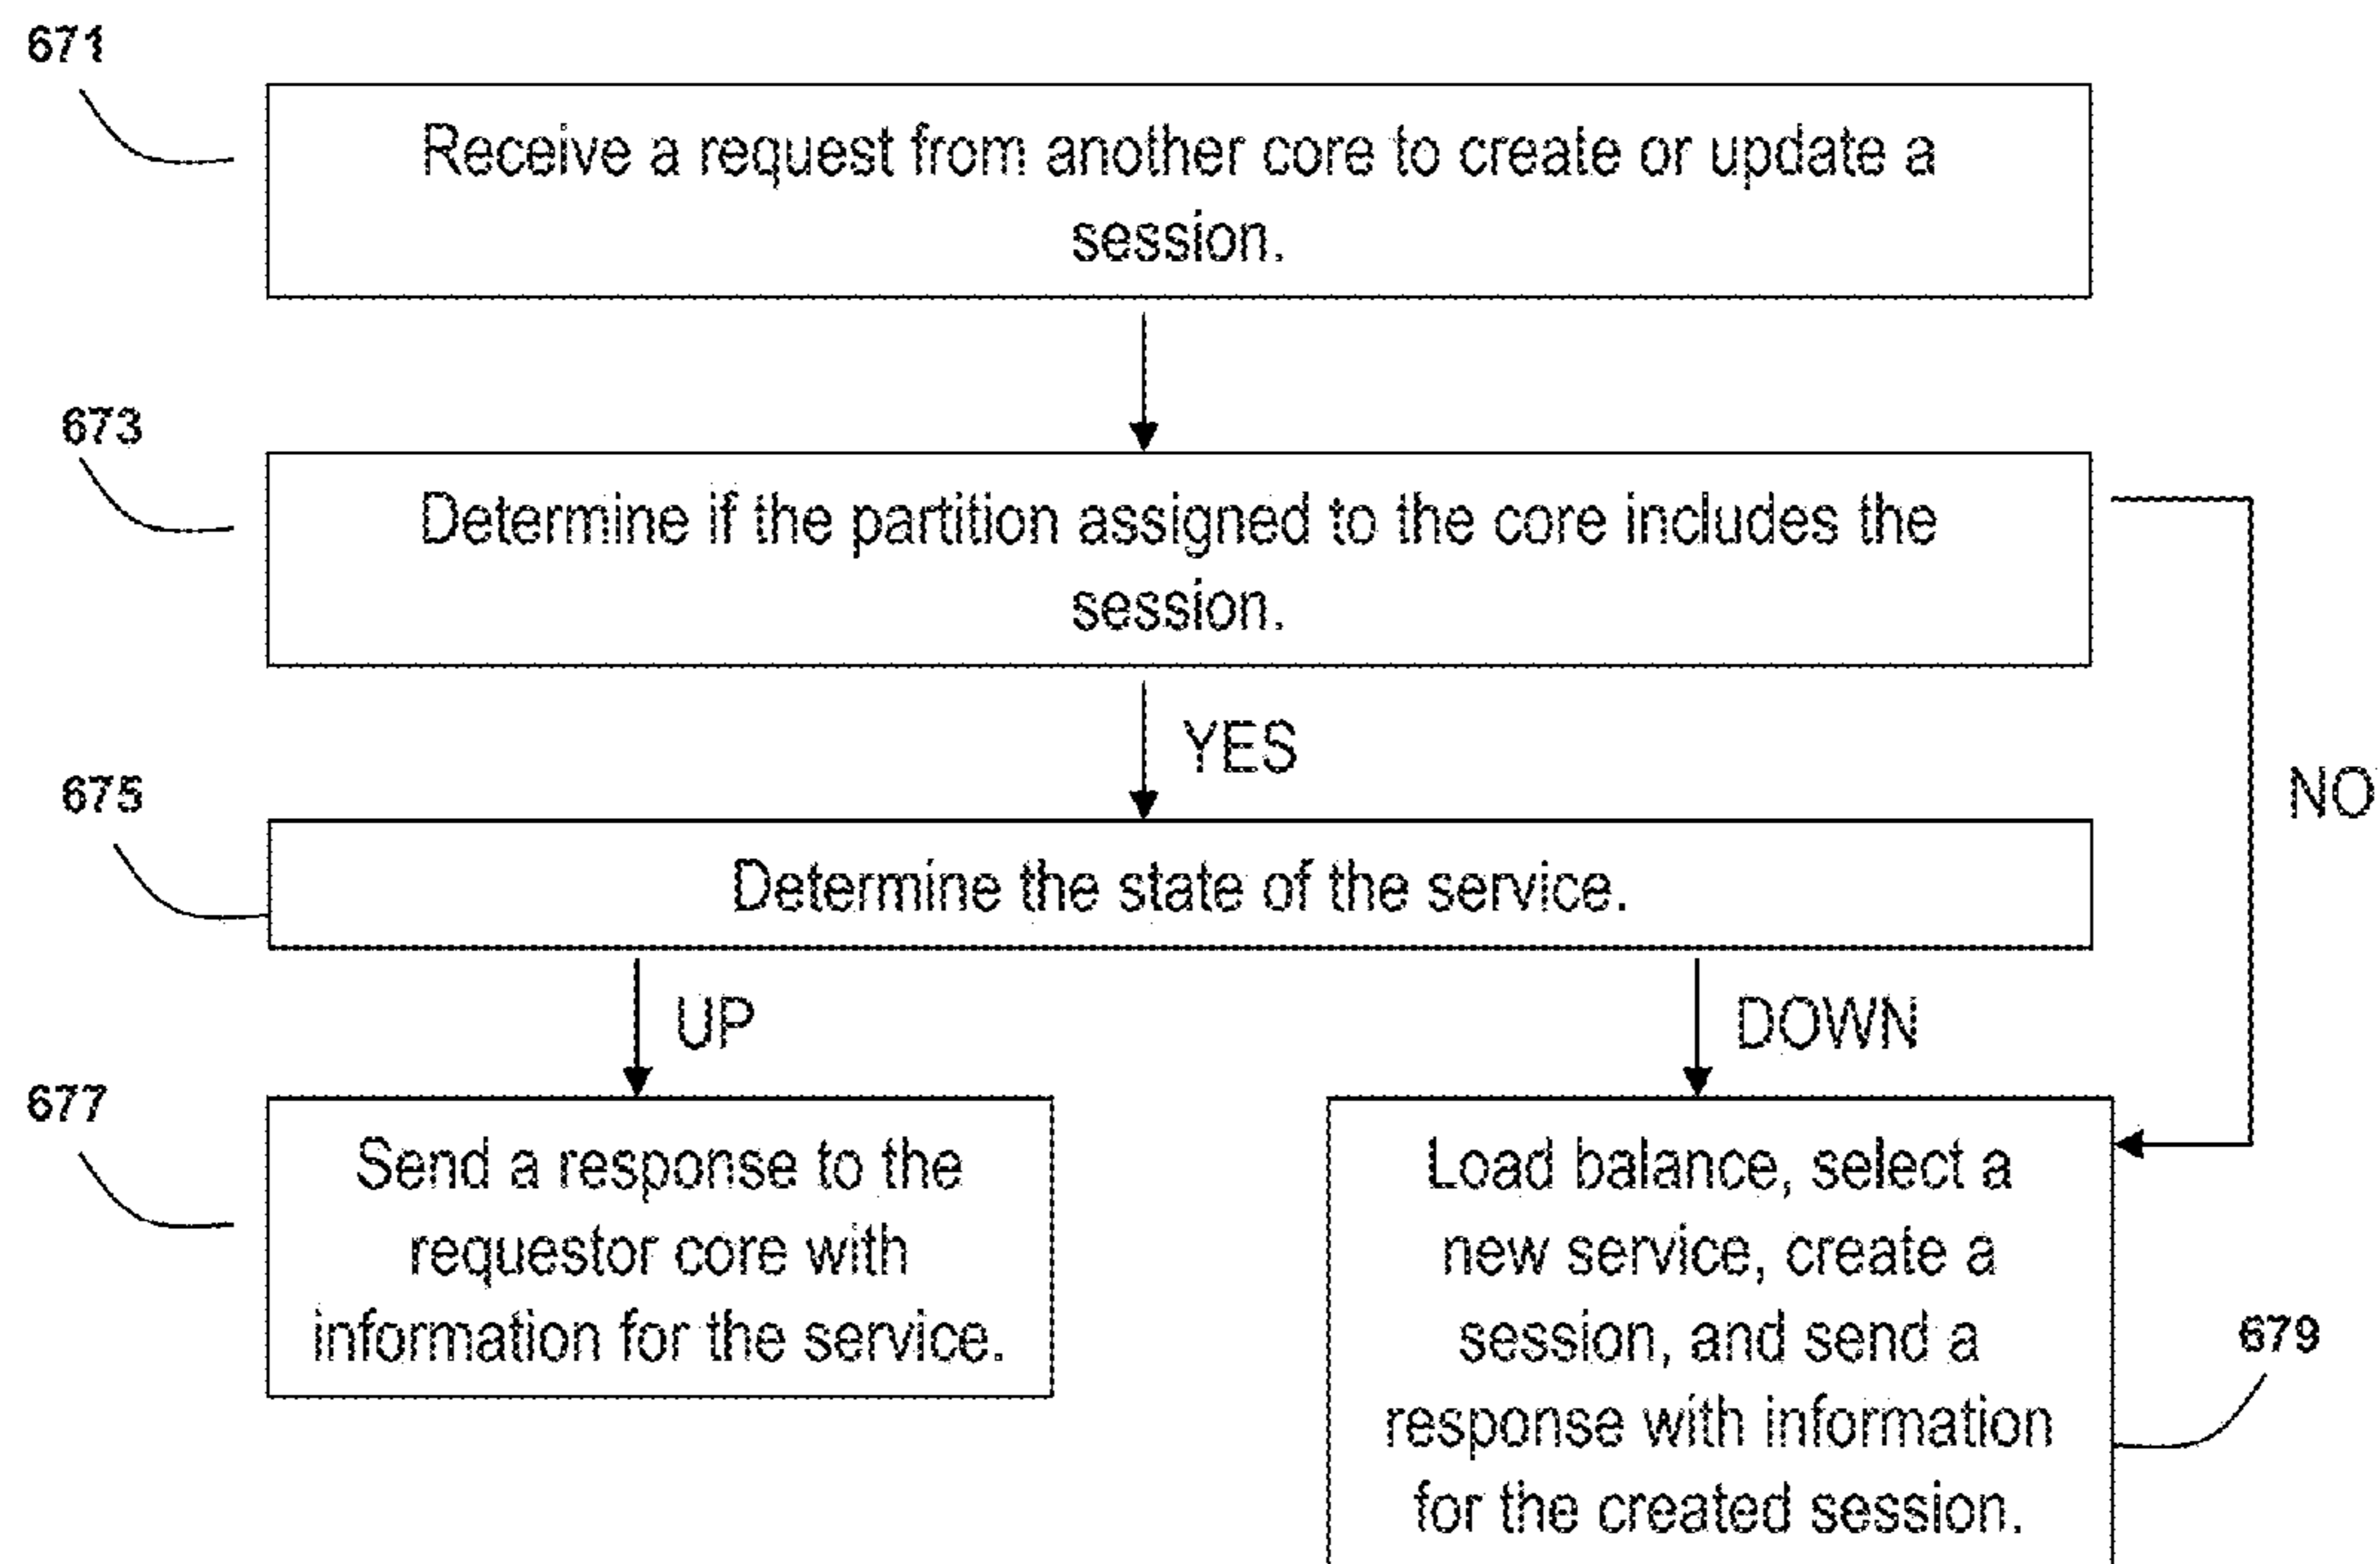 671
Receive a request from another core to create or update a
session.
673
Determine if the partition assigned to the core includes the
session.
YES
NO
675
Determine the state of the service.
UP
DOWN
677
Send a response to the
requestor core with
information for the service.
Load balance, select a
new service, create a
session, and send a
response with information
for the created session.
679